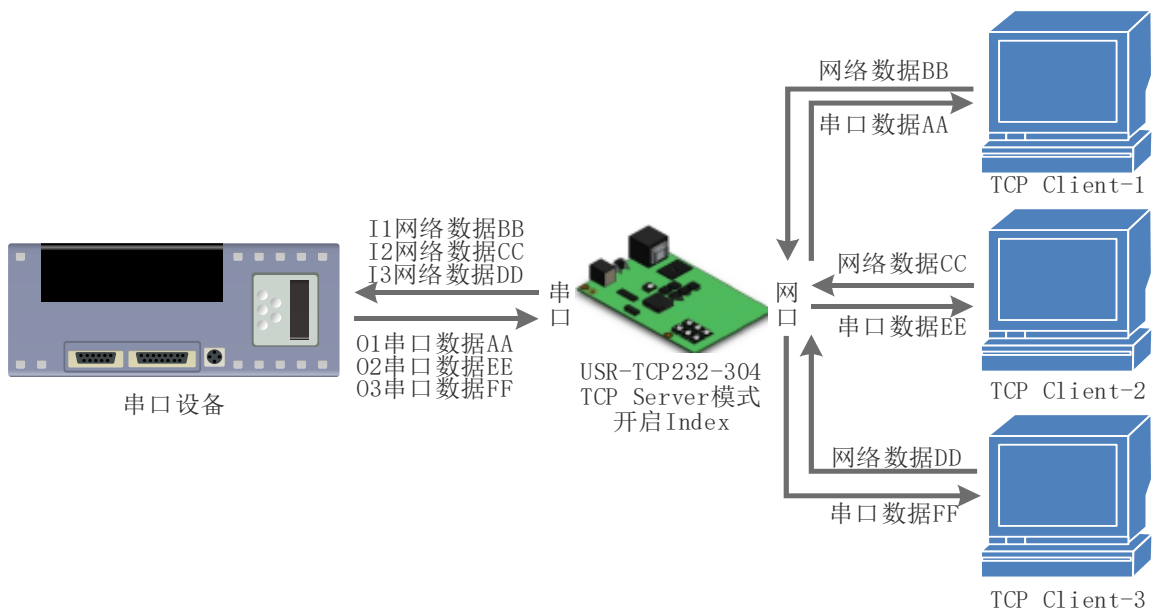 I1网络数据BB
I2网络数据CC
I3网络数据DD
O1串口数据AA
O2串口数据EE
O3串口数据FF
串口设备
串口
USR-TCP232-304
TCP Server模式
开启Index
网口
网络数据BB
串口数据AA
TCP Client-1
网络数据CC
串口数据EE
TCP Client-2
网络数据DD
串口数据FF
TCP Client-3